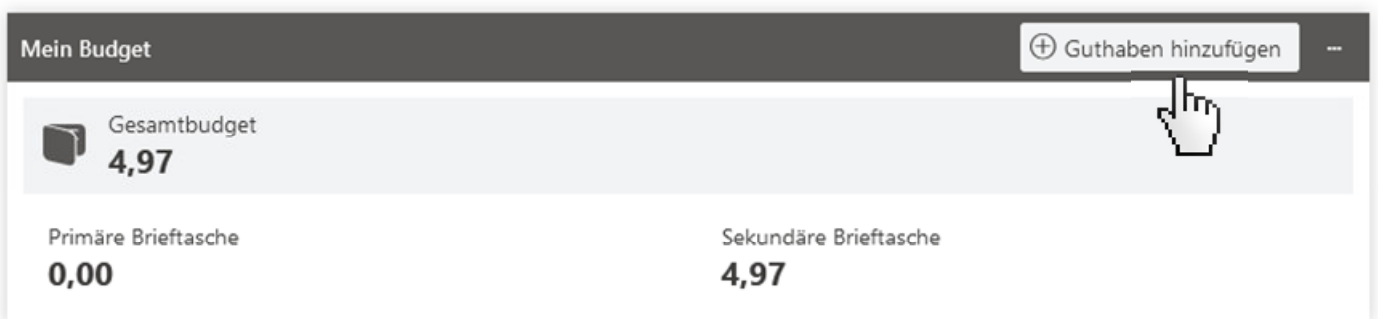 Mein Budget
Guthaben hinzufügen
Gesamtbudget
4,97
Primäre Brieftasche
0,00
Sekundäre Brieftasche
4,97